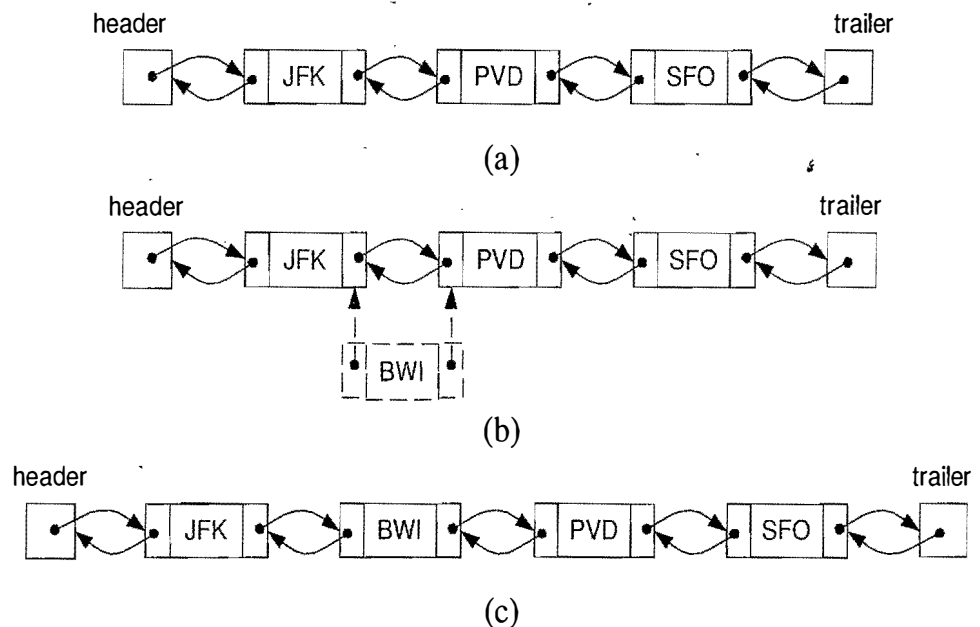 header trailer
JFK PVD SFO
(a)
header trailer
JFK PVD SFO
BWI
(b)
header trailer
JFK BWI PVD SFO
(c)